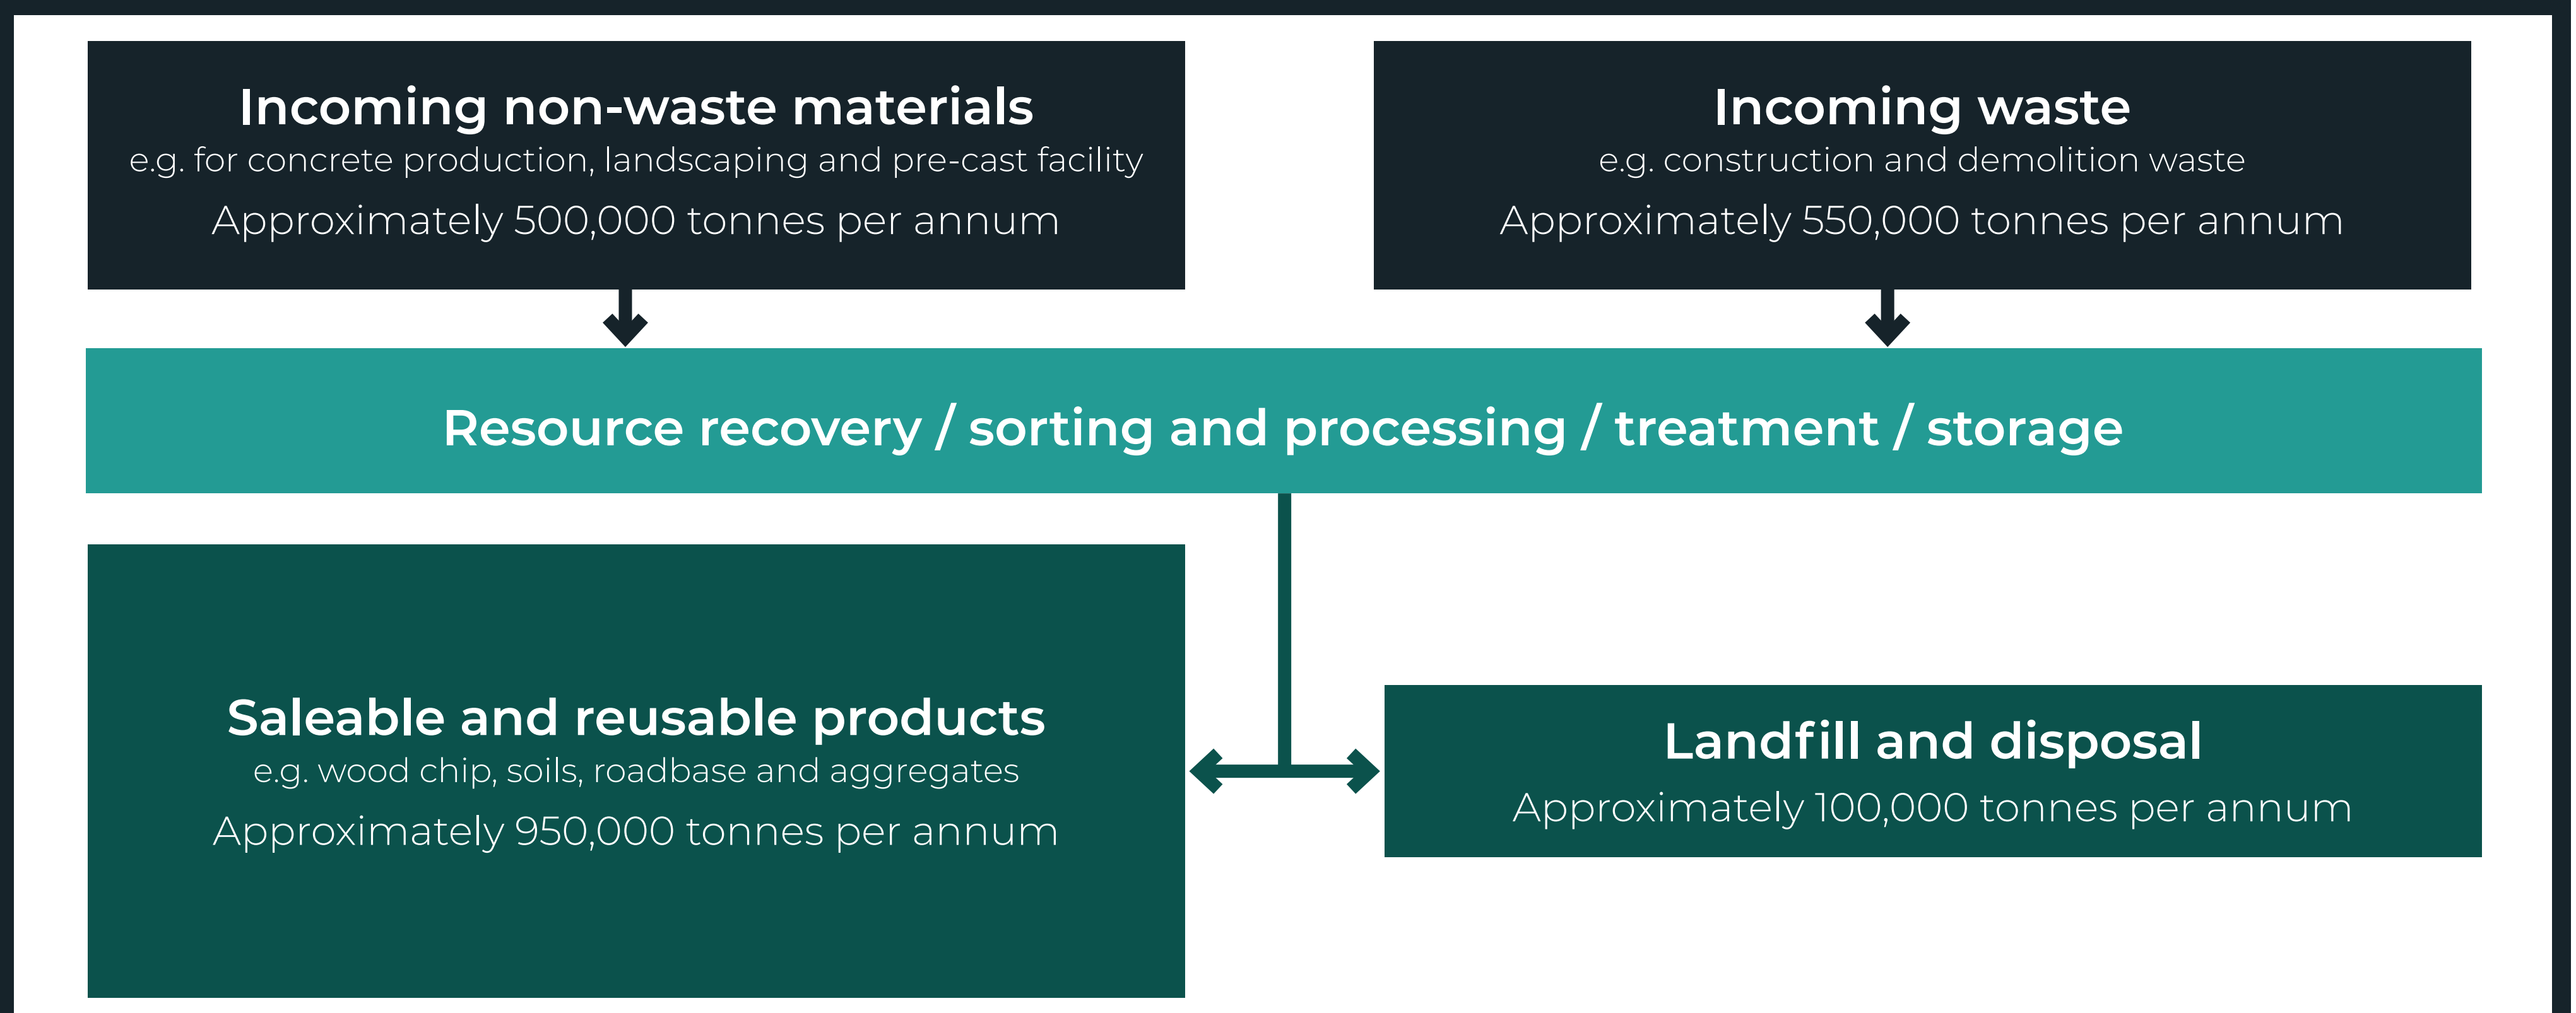 Incoming non-waste materials
e.g. for concrete production, landscaping and pre-cast facility
Approximately 500,000 tonnes per annum
Incoming waste
e.g. construction and demolition waste
Approximately 550,000 tonnes per annum
Resource recovery / sorting and processing / treatment / storage
Saleable and reusable products
e.g. wood chip, soils, roadbase and aggregates
Approximately 950,000 tonnes per annum
Landfill and disposal
Approximately 100,000 tonnes per annum